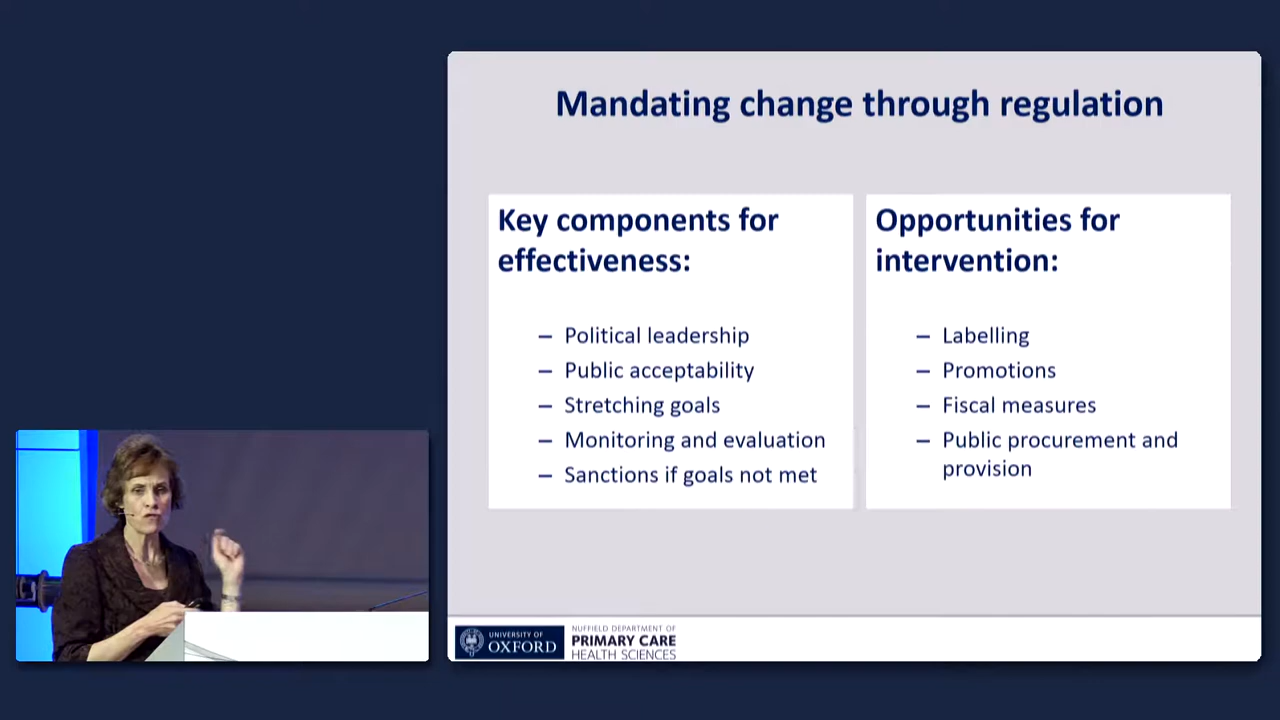 Mandating change through regulation
Key components for
effectiveness:
– Political leadership
– Public acceptability
– Stretching goals
– Monitoring and evaluation
– Sanctions if goals not met
Opportunities for
intervention:
– Labelling
– Promotions
– Fiscal measures
– Public procurement and
provision
UNIVERSITY OF
OXFORD
NUFFIELD DEPARTMENT OF
PRIMARY CARE
HEALTH SCIENCES